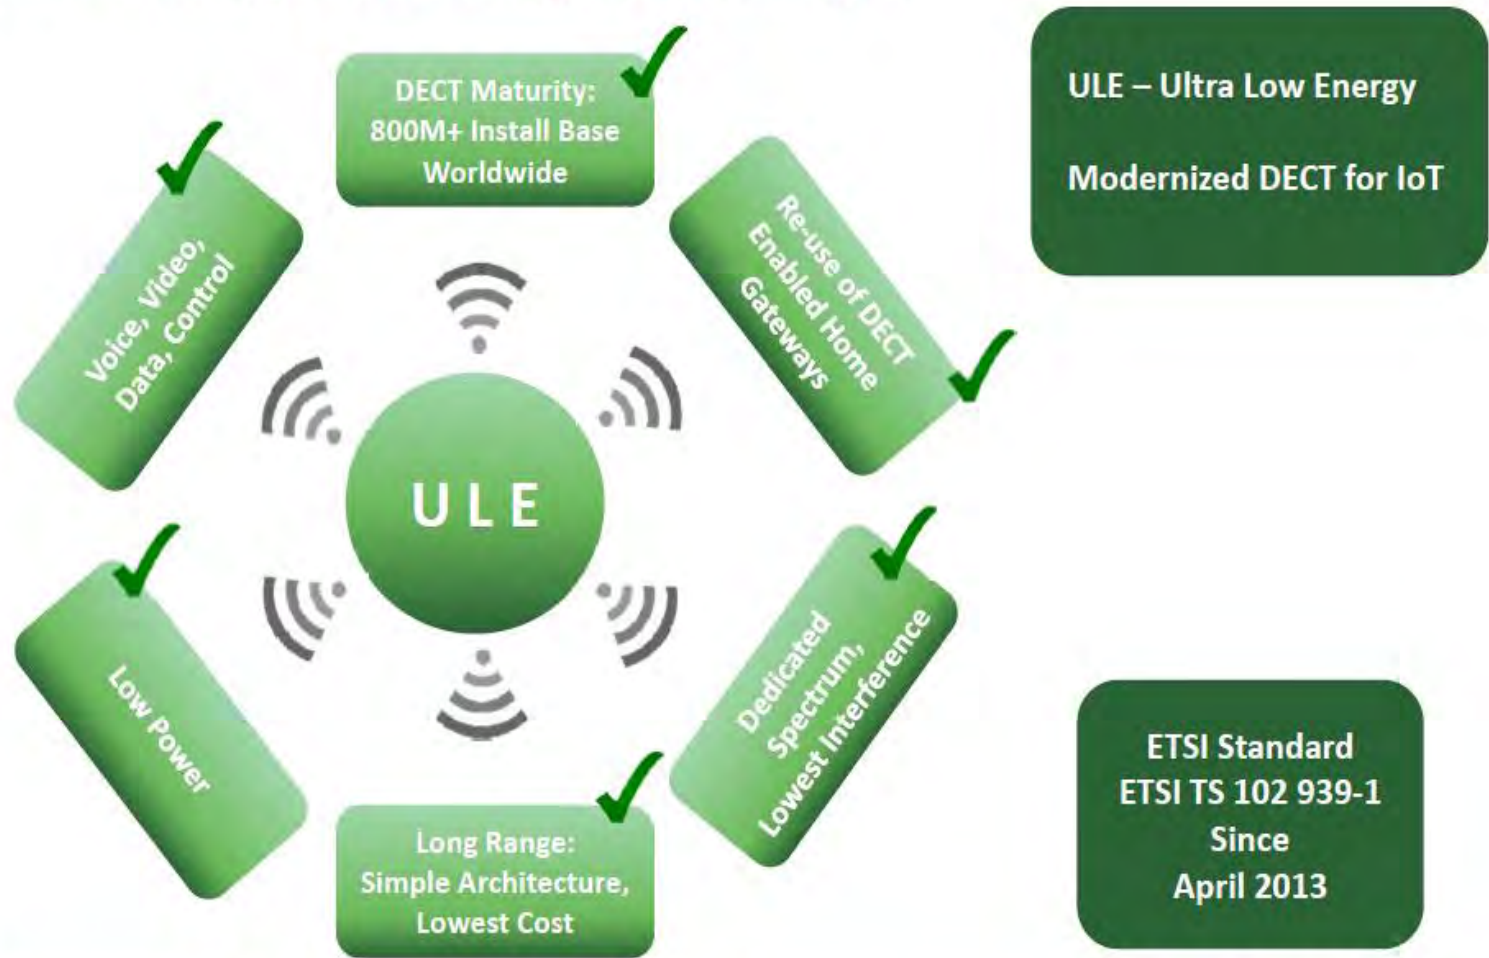 DECT Maturity:
800M+ Install Base
Worldwide
ULE – Ultra Low Energy
Modernized DECT for IoT
Voice, Video,
Data, Control
Re-use of DECT
Enabled Home
Gateways
U L E
Low Power
Dedicated
Spectrum,
Lowest Interference
Long Range:
Simple Architecture,
Lowest Cost
ETSI Standard
ETSI TS 102 939-1
Since
April 2013